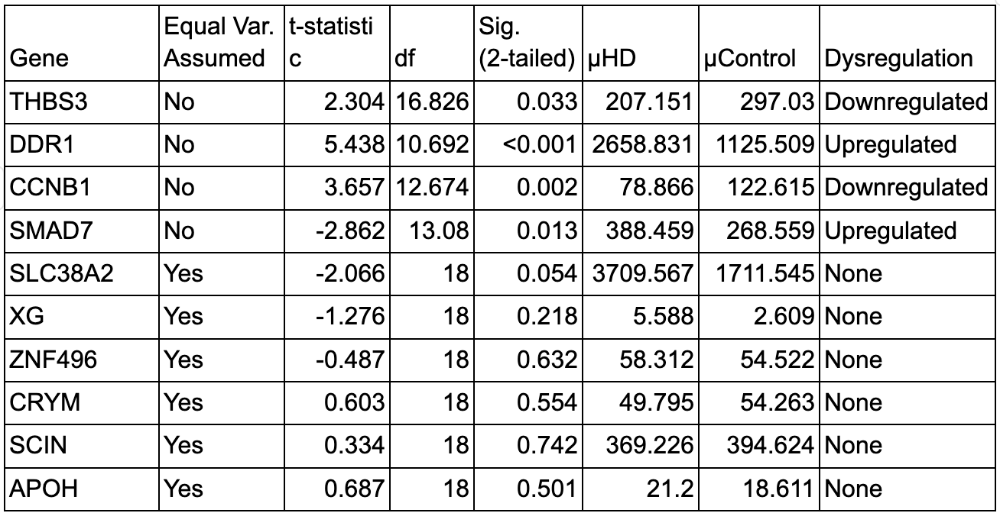 Gene Equal Var. Assumed t-statistic df Sig. (2-tailed) µHD µControl Dysregulation
THBS3 No 2.304 16.826 0.033 207.151 297.03 Downregulated
DDR1 No 5.438 10.692 <0.001 2658.831 1125.509 Upregulated
CCNB1 No 3.657 12.674 0.002 78.866 122.615 Downregulated
SMAD7 No -2.862 13.08 0.013 388.459 268.559 Upregulated
SLC38A2 Yes -2.066 18 0.054 3709.567 1711.545 None
XG Yes -1.276 18 0.218 5.588 2.609 None
ZNF496 Yes -0.487 18 0.632 58.312 54.522 None
CRYM Yes 0.603 18 0.554 49.795 54.263 None
SCIN Yes 0.334 18 0.742 369.226 394.624 None
APOH Yes 0.687 18 0.501 21.2 18.611 None